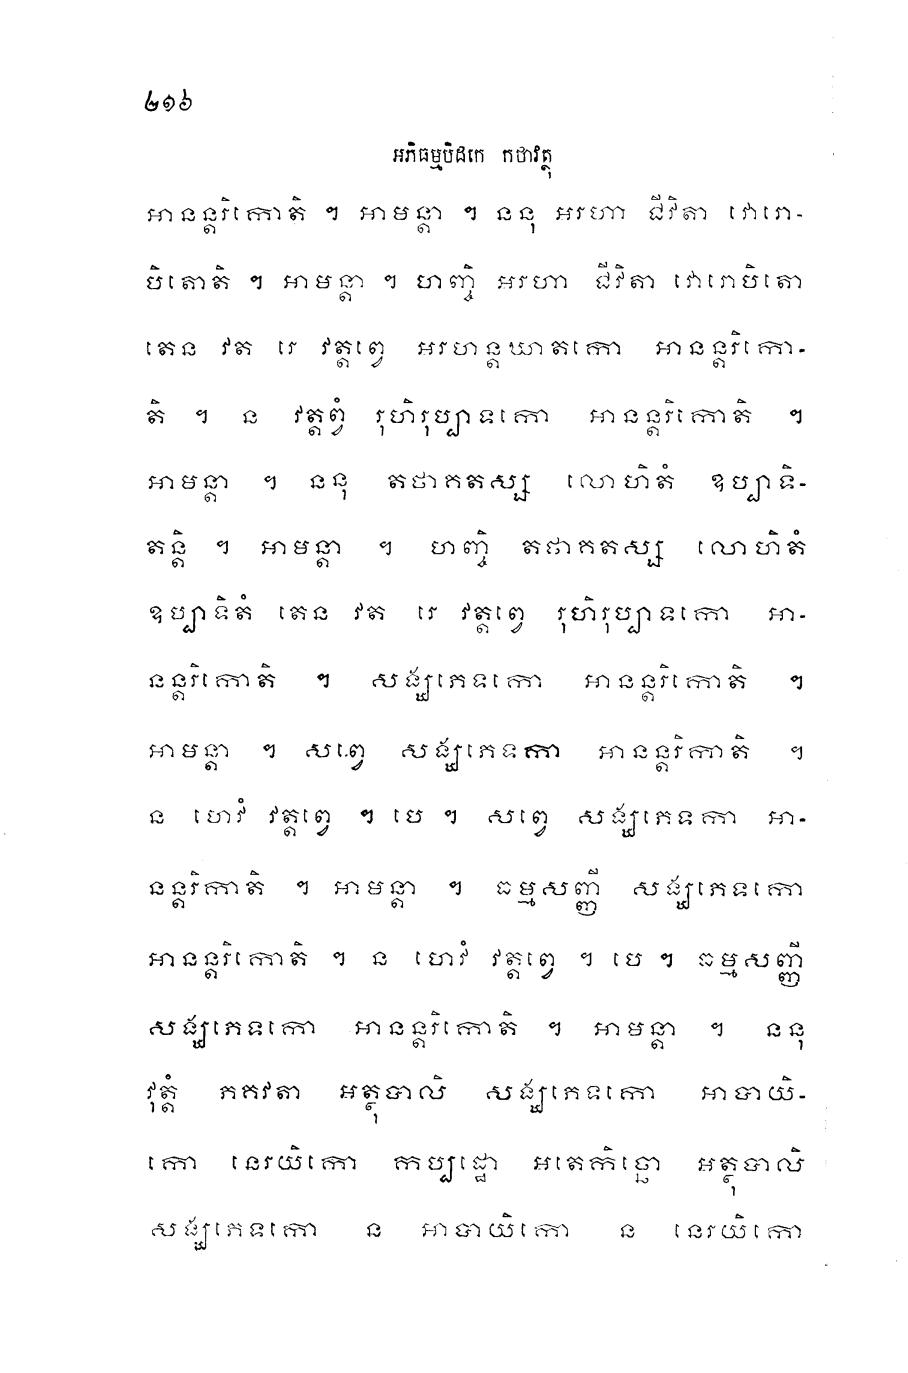 ២១៦
អភិធម្មបិដកេ កថាវត្ថុ
អានន្តរិកោតិ ។ អាមន្តា ។ ននុ អរហា ជីវិតា វោរោ-
បិតោតិ ។ អាមន្តា ។ ហញ្ចិ អរហា ជីវិតា វោរោបិតោ
តេន វត រេ វត្តព្វេ អរហន្តឃាតកោ អានន្តរិកោ-
តិ ។ ន វត្តព្វំ រុហិរុប្បាទកោ អានន្តរិកោតិ ។
អាមន្តា ។ ននុ តថាគតស្ស លោហិតំ ឧប្បាទិ-
តន្តិ ។ អាមន្តា ។ ហញ្ចិ តថាគតស្ស លោហិតំ
ឧប្បាទិតំ តេន វត រេ វត្តព្វេ រុហិរុប្បាទកោ អា-
នន្តរិកោតិ ។ សង្ឃភេទកោ អានន្តរិកោតិ ។
អាមន្តា ។ សព្វេ សង្ឃភេទកា អានន្តរិកាតិ ។
ន ហេវំ វត្តព្វេ ។ បេ ។ សព្វេ សង្ឃភេទកា អា-
នន្តរិកាតិ ។ អាមន្តា ។ ធម្មសញ្ញី សង្ឃភេទកោ
អានន្តរិកោតិ ។ ន ហេវំ វត្តព្វេ ។ បេ ។ ធម្មសញ្ញី
សង្ឃភេទកោ អានន្តរិកោតិ ។ អាមន្តា ។ ននុ
វុត្តំ ភគវតា អត្ថុបាលិ សង្ឃភេទកោ អាបាយិ-
កោ នេរយិកោ កប្បដ្ឋោ អតេកិច្ឆោ អត្ថុបាលិ
សង្ឃភេទកោ ន អាបាយិកោ ន នេរយិកោ